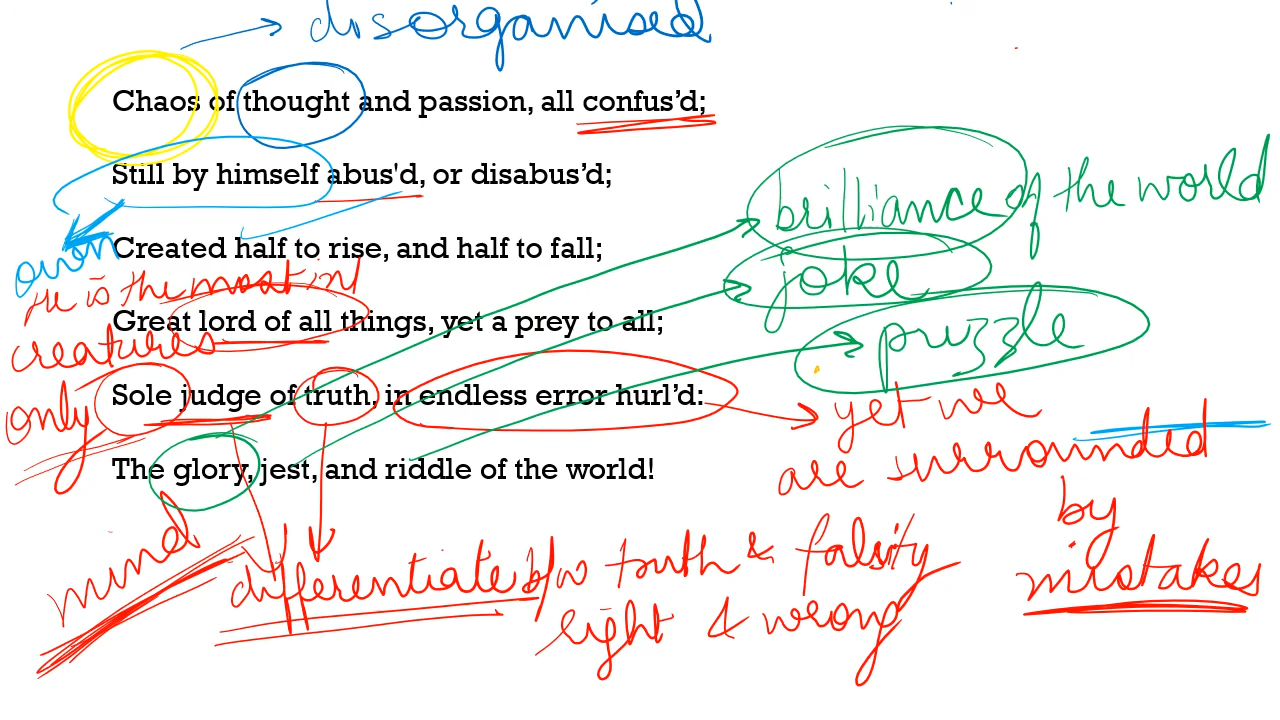 disorganised
Chaos of thought and passion, all confus’d;
Still by himself abus'd, or disabus’d;
brilliance of the world
Created half to rise, and half to fall;
own
joke
He is the most int
Great lord of all things, yet a prey to all;
puzzle
creatures
Sole judge of truth, in endless error hurl’d:
only
yet we
are surrounded
by
mistakes
The glory, jest, and riddle of the world!
mind
differentiate b/w truth & falsity
right & wrong